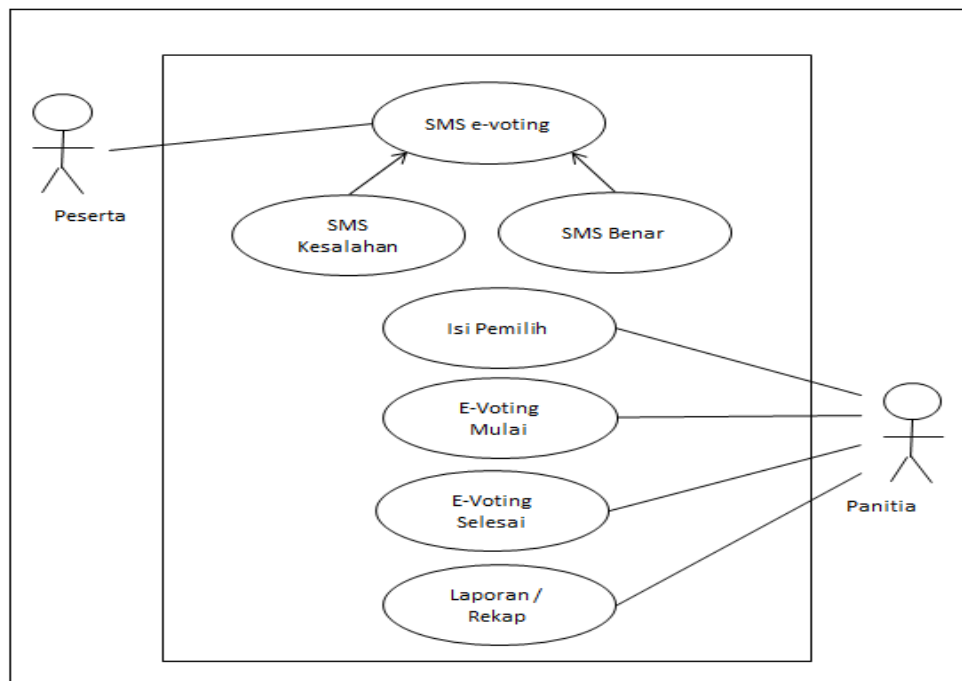 SMS e-voting
Peserta
SMS
Kesalahan
SMS Benar
Isi Pemilih
E-Voting
Mulai
E-Voting
Selesai
Panitia
Laporan /
Rekap